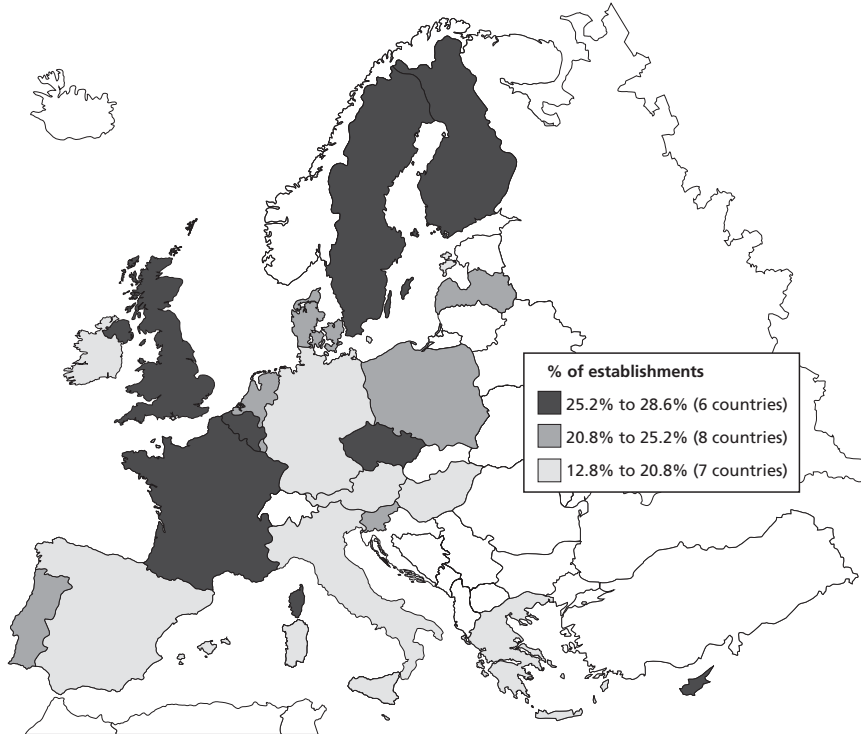 % of establishments
25.2% to 28.6% (6 countries)
20.8% to 25.2% (8 countries)
12.8% to 20.8% (7 countries)